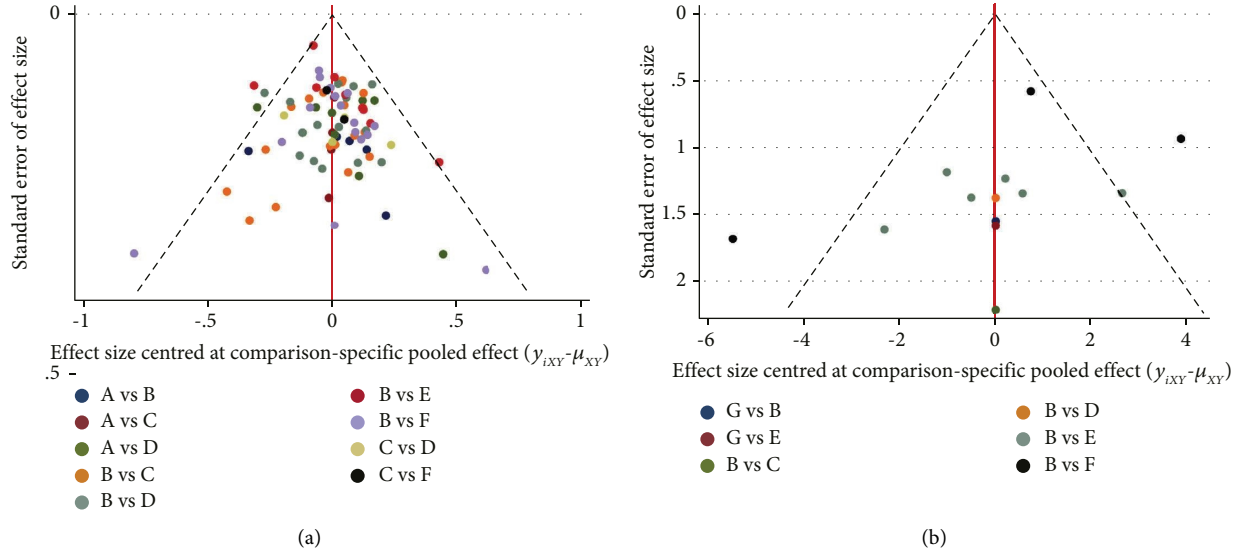 0
Standard error of effect size
.5
-1
-.5
0
.5
1
Effect size centred at comparison-specific pooled effect (y_iXY-μ_XY)
A vs B
A vs C
A vs D
B vs C
B vs D
B vs E
B vs F
C vs D
C vs F
(a)
0
.5
1
1.5
2
Standard error of effect size
-6
-4
-2
0
2
4
Effect size centred at comparison-specific pooled effect (y_iXY-μ_XY)
G vs B
G vs E
B vs C
B vs D
B vs E
B vs F
(b)